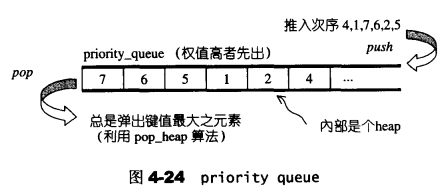 推入次序 4,1,7,6,2,5
priority_queue （权值高者先出）
push
pop
7 6 5 1 2 4 ...
总是弹出键值最大之元素
（利用 pop_heap 算法）
内部是个heap
图 4-24 priority queue